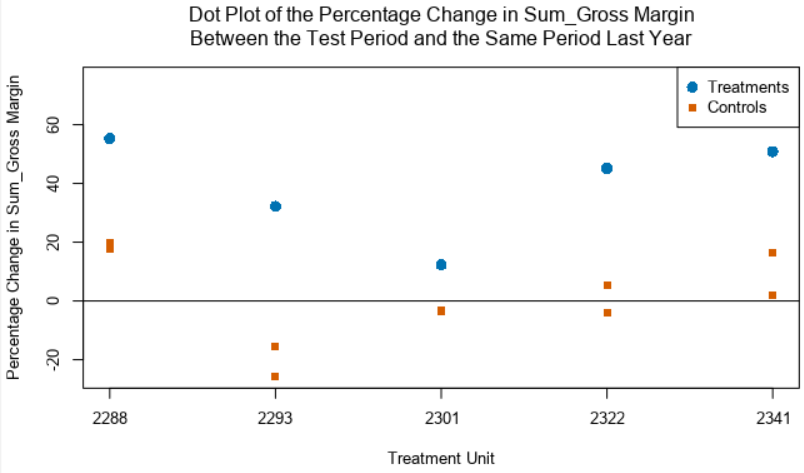 Dot Plot of the Percentage Change in Sum_Gross Margin
Between the Test Period and the Same Period Last Year
Treatments
Controls
Percentage Change in Sum_Gross Margin
60
40
20
0
-20
2288 2293 2301 2322 2341
Treatment Unit